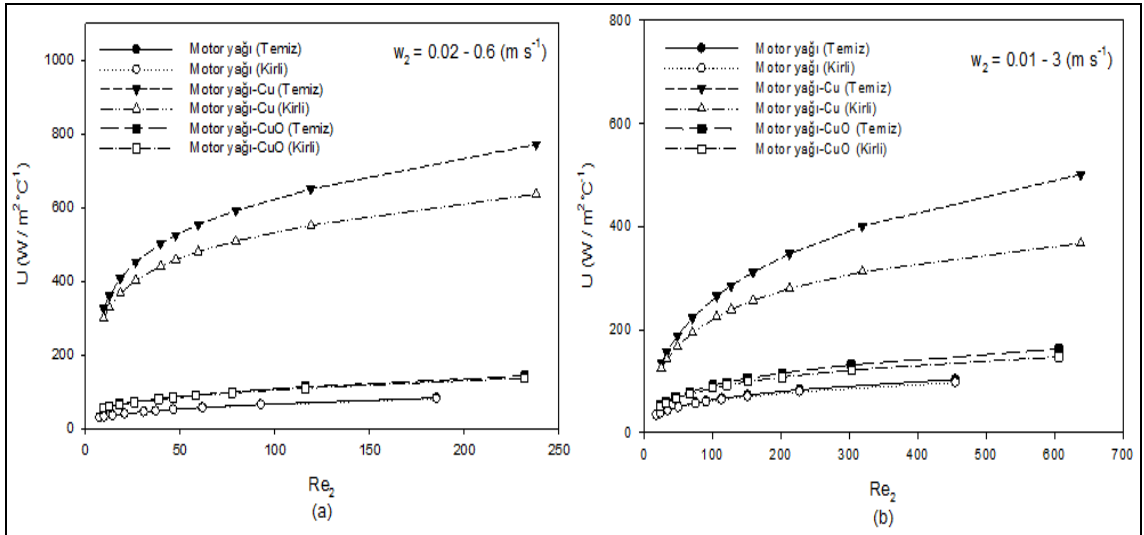 1000
800
600
400
200
0
U (W / m² °C⁻¹)
Motor yağı (Temiz)
Motor yağı (Kirli)
Motor yağı-Cu (Temiz)
Motor yağı-Cu (Kirli)
Motor yağı-CuO (Temiz)
Motor yağı-CuO (Kirli)
w₂ = 0.02 - 0.6 (m s⁻¹)
0 50 100 150 200 250
Re₂
(a)
800
600
400
200
0
U (W / m² °C⁻¹)
Motor yağı (Temiz)
Motor yağı (Kirli)
Motor yağı-Cu (Temiz)
Motor yağı-Cu (Kirli)
Motor yağı-CuO (Temiz)
Motor yağı-CuO (Kirli)
w₂ = 0.01 - 3 (m s⁻¹)
0 100 200 300 400 500 600 700
Re₂
(b)